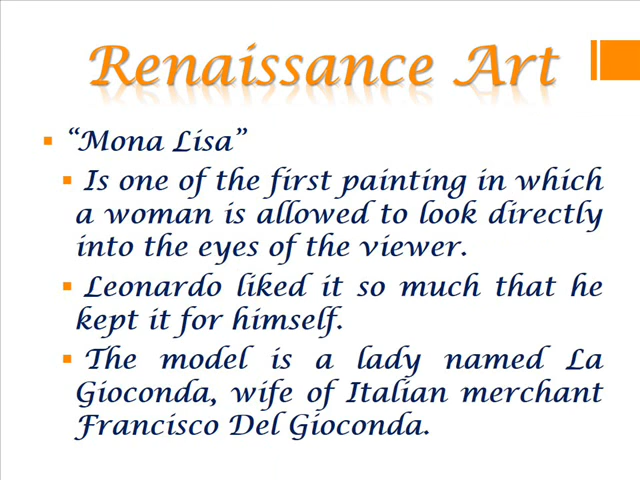 Renaissance Art
“Mona Lisa”
Is one of the first painting in which
a woman is allowed to look directly
into the eyes of the viewer.
Leonardo liked it so much that he
kept it for himself.
The model is a lady named La
Gioconda, wife of Italian merchant
Francisco Del Gioconda.